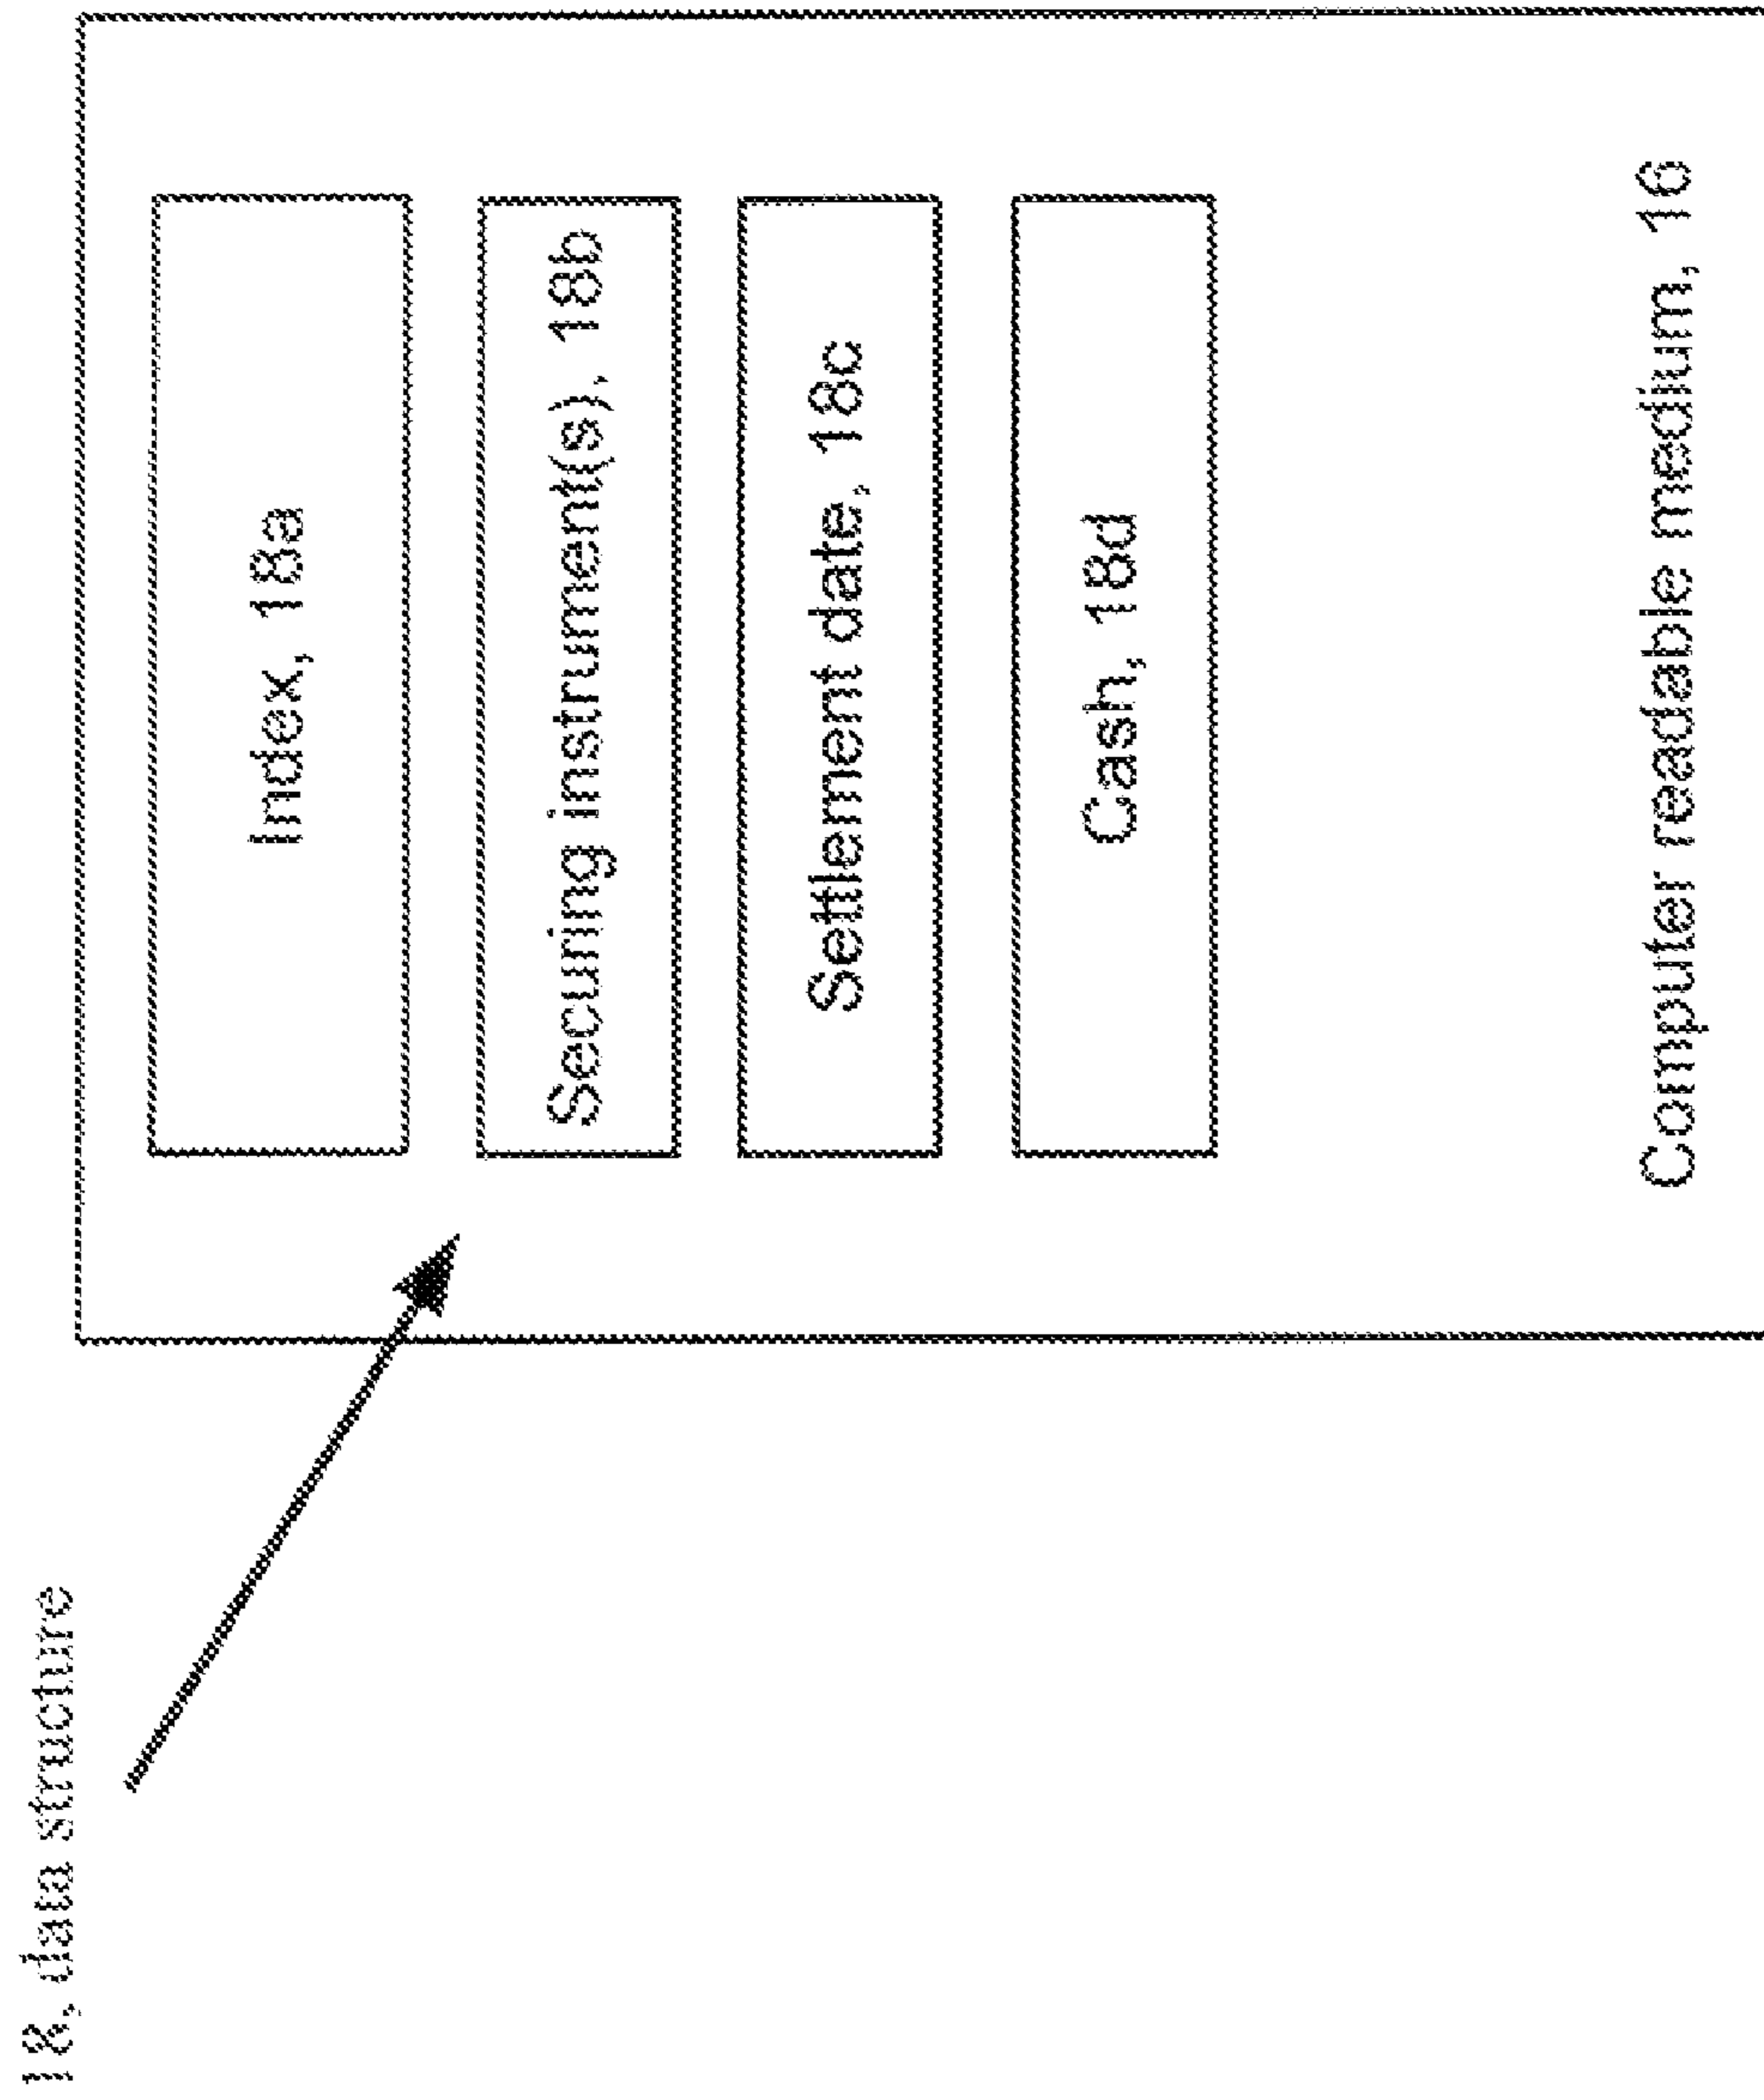 18, data structure
Index, 18a
Securing instrument(s), 18b
Settlement date, 18c
Cash, 18d
Computer readable medium, 16